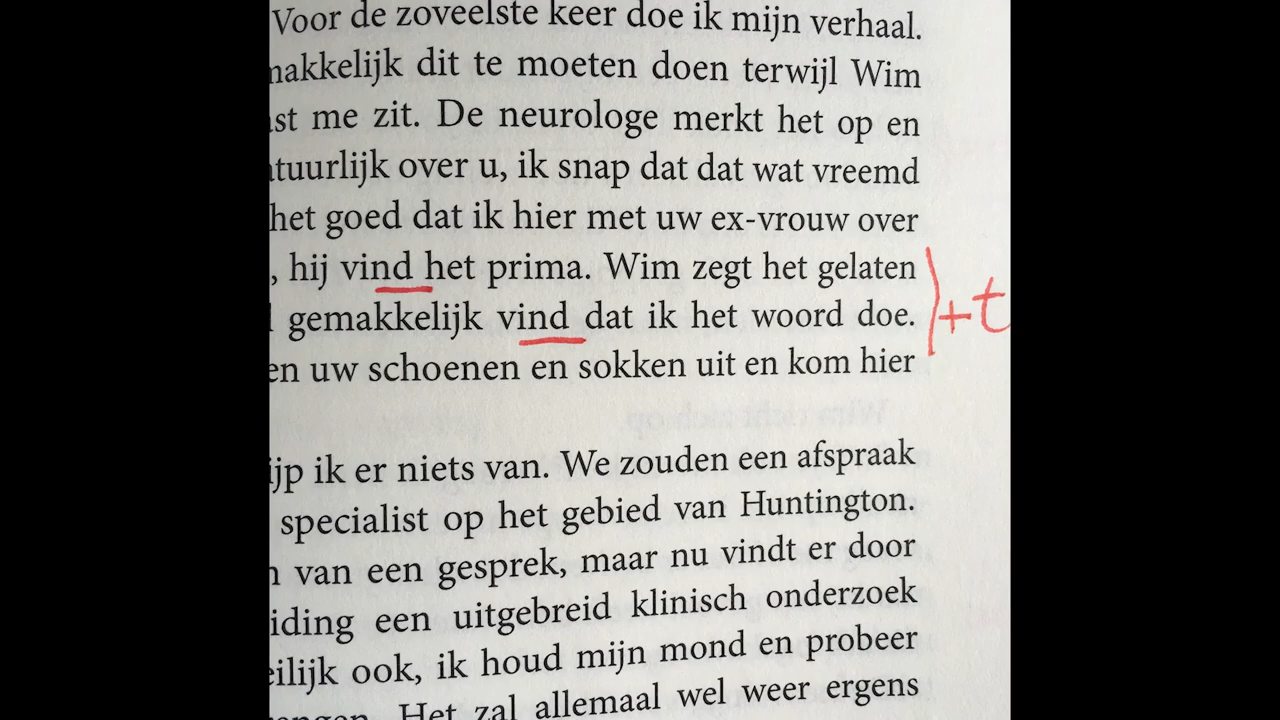 Voor de zoveelste keer doe ik mijn verhaal.
makkelijk dit te moeten doen terwijl Wim
st me zit. De neurologe merkt het op en
tuurlijk over u, ik snap dat dat wat vreemd
het goed dat ik hier met uw ex-vrouw over
, hij vind het prima. Wim zegt het gelaten
gemakkelijk vind dat ik het woord doe.
+t
en uw schoenen en sokken uit en kom hier
ijp ik er niets van. We zouden een afspraak
specialist op het gebied van Huntington.
n van een gesprek, maar nu vindt er door
iding een uitgebreid klinisch onderzoek
eilijk ook, ik houd mijn mond en probeer
Het zal allemaal wel weer ergens